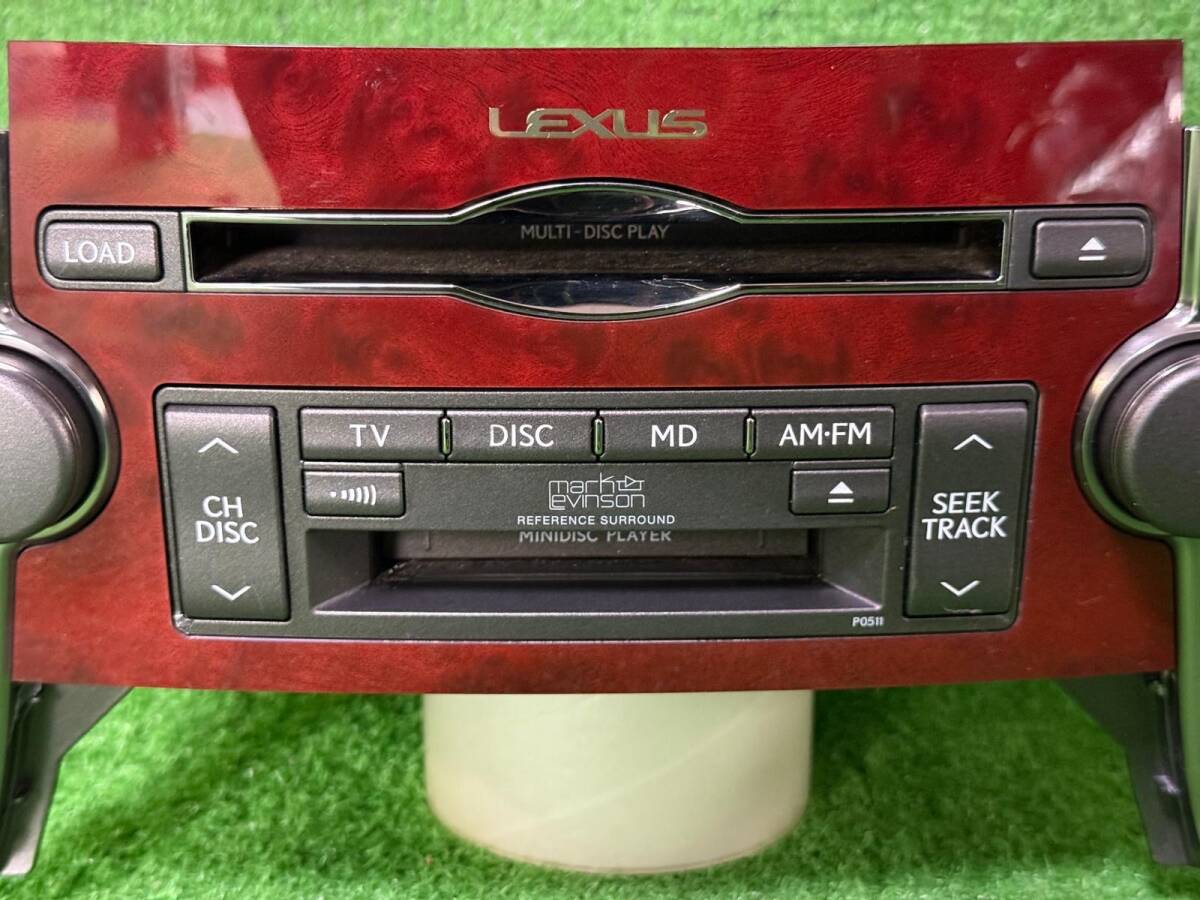 LEXUS
MULTI-DISC PLAY
LOAD
TV
DISC
MD
AM·FM
CH
DISC
mark
Levinson
REFERENCE SURROUND
MINIDISC PLAYER
SEEK
TRACK
P0511